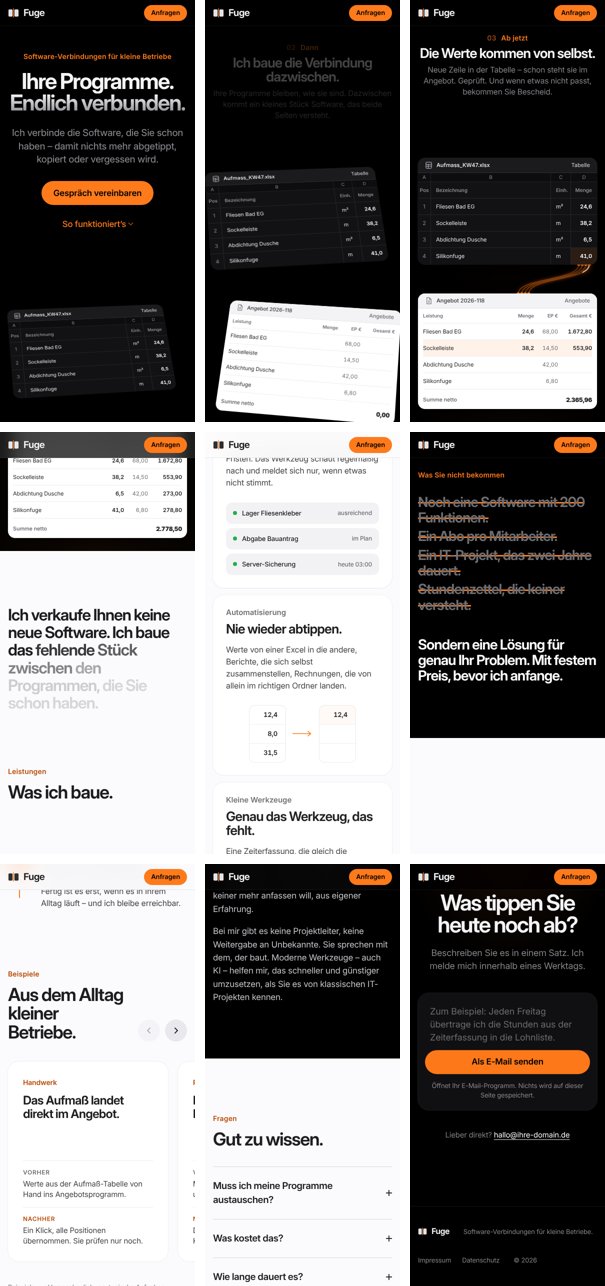 Fuge
Anfragen
Software-Verbindungen für kleine Betriebe
Ihre Programme.
Endlich verbunden.
Ich verbinde die Software, die Sie schon
haben – damit nichts mehr abgetippt,
kopiert oder vergessen wird.
Gespräch vereinbaren
So funktioniert's
Aufmass_KW47.xlsx
Tabelle
A B C D
Pos Bezeichnung Einh. Menge
1 Fliesen Bad EG m² 24,6
2 Sockelleiste m 38,2
3 Abdichtung Dusche m² 6,5
4 Silikonfuge m 41,0
Fuge
Anfragen
02 Dann
Ich baue die Verbindung
dazwischen.
Ihre Programme bleiben, wie sie sind. Dazwischen
kommt ein kleines Stück Software, das beide
Seiten versteht.
Aufmass_KW47.xlsx
Tabelle
A B C D
Pos Bezeichnung Einh. Menge
1 Fliesen Bad EG m² 24,6
2 Sockelleiste m 38,2
3 Abdichtung Dusche m² 6,5
4 Silikonfuge m 41,0
Angebot 2026-118
Angebote
Leistung Menge EP € Gesamt €
Fliesen Bad EG 68,00
Sockelleiste 14,50
Abdichtung Dusche 42,00
Silikonfuge 6,80
Summe netto 0,00
Fuge
Anfragen
03 Ab jetzt
Die Werte kommen von selbst.
Neue Zeile in der Tabelle – schon steht sie im
Angebot. Geprüft. Und wenn etwas nicht passt,
bekommen Sie Bescheid.
Aufmass_KW47.xlsx
Tabelle
A B C D
Pos Bezeichnung Einh. Menge
1 Fliesen Bad EG m² 24,6
2 Sockelleiste m 38,2
3 Abdichtung Dusche m² 6,5
4 Silikonfuge m 41,0
Angebot 2026-118
Angebote
Leistung Menge EP € Gesamt €
Fliesen Bad EG 24,6 68,00 1.672,80
Sockelleiste 38,2 14,50 553,90
Abdichtung Dusche 42,00
Silikonfuge 6,80
Summe netto 2.365,96
Fuge
Anfragen
Fliesen Bad EG 24,6 68,00 1.672,80
Sockelleiste 38,2 14,50 553,90
Abdichtung Dusche 6,5 42,00 273,00
Silikonfuge 41,0 6,80 278,80
Summe netto 2.778,50
Ich verkaufe Ihnen keine
neue Software. Ich baue
das fehlende Stück
zwischen den
Programmen, die Sie
schon haben.
Leistungen
Was ich baue.
Fuge
Anfragen
Fristen. Das Werkzeug schaut regelmäßig
nach und meldet sich nur, wenn etwas
nicht stimmt.
Lager Fliesenkleber ausreichend
Abgabe Bauantrag im Plan
Server-Sicherung heute 03:00
Automatisierung
Nie wieder abtippen.
Werte von einer Excel in die andere,
Berichte, die sich selbst
zusammenstellen, Rechnungen, die von
allein im richtigen Ordner landen.
12,4 12,4
8,0
31,5
Kleine Werkzeuge
Genau das Werkzeug, das
fehlt.
Eine Zeiterfassung, die gleich die
Fuge
Anfragen
Was Sie nicht bekommen
Noch eine Software mit 200
Funktionen.
Ein Abo pro Mitarbeiter.
Ein IT-Projekt, das zwei Jahre
dauert.
Stundenzettel, die keiner
versteht.
Sondern eine Lösung für
genau Ihr Problem. Mit festem
Preis, bevor ich anfange.
Fuge
Anfragen
Fertig ist es erst, wenn es in Ihrem
Alltag läuft – und ich bleibe erreichbar.
Beispiele
Aus dem Alltag
kleiner
Betriebe.
Handwerk
Das Aufmaß landet
direkt im Angebot.
VORHER
Werte aus der Aufmaß-Tabelle von
Hand ins Angebotsprogramm.
NACHHER
Ein Klick, alle Positionen
übernommen. Sie prüfen nur noch.
Fuge
Anfragen
keiner mehr anfassen will, aus eigener
Erfahrung.
Bei mir gibt es keine Projektleiter, keine
Weitergabe an Unbekannte. Sie sprechen mit
dem, der baut. Moderne Werkzeuge – auch
KI – helfen mir, das schneller und günstiger
umzusetzen, als Sie es von klassischen IT-
Projekten kennen.
Fragen
Gut zu wissen.
Muss ich meine Programme
austauschen?
+
Was kostet das?
+
Wie lange dauert es?
+
Fuge
Anfragen
Was tippen Sie
heute noch ab?
Beschreiben Sie es in einem Satz. Ich
melde mich innerhalb eines Werktags.
Zum Beispiel: Jeden Freitag
übertrage ich die Stunden aus der
Zeiterfassung in die Lohnliste.
Als E-Mail senden
Öffnet Ihr E-Mail-Programm. Nichts wird auf dieser
Seite gespeichert.
Lieber direkt? hallo@ihre-domain.de
Fuge
Software-Verbindungen für kleine Betriebe.
Impressum Datenschutz © 2026